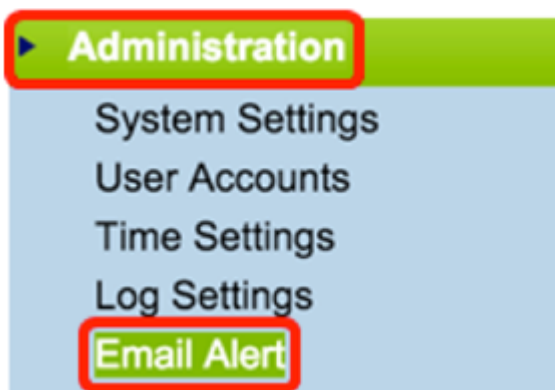 Administration
System Settings
User Accounts
Time Settings
Log Settings
Email Alert